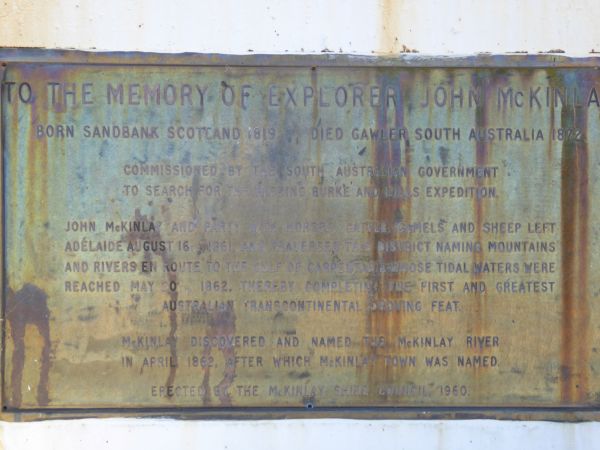 TO THE MEMORY OF EXPLORER JOHN McKINLA
BORN SANDBANK SCOTLAND 1819 DIED GAWLER SOUTH AUSTRALIA 1872
COMMISSIONED BY THE SOUTH AUSTRALIAN GOVERNMENT
TO SEARCH FOR THE MISSING BURKE AND WILLS EXPEDITION.
JOHN McKINLAY AND PARTY WITH HORSES CATTLE CAMELS AND SHEEP LEFT
ADELAIDE AUGUST 16, 1861 AND TRAVERSED THIS DISTRICT NAMING MOUNTAINS
AND RIVERS EN ROUTE TO THE GULF OF CARPENTARIA WHOSE TIDAL WATERS WERE
REACHED MAY 20, 1862, THEREBY COMPLETING THE FIRST AND GREATEST
AUSTRALIAN TRANSCONTINENTAL DROVING FEAT.
McKINLAY DISCOVERED AND NAMED THE McKINLAY RIVER
IN APRIL 1862, AFTER WHICH McKINLAY TOWN WAS NAMED.
ERECTED BY THE McKINLAY SHIRE COUNCIL, 1960.